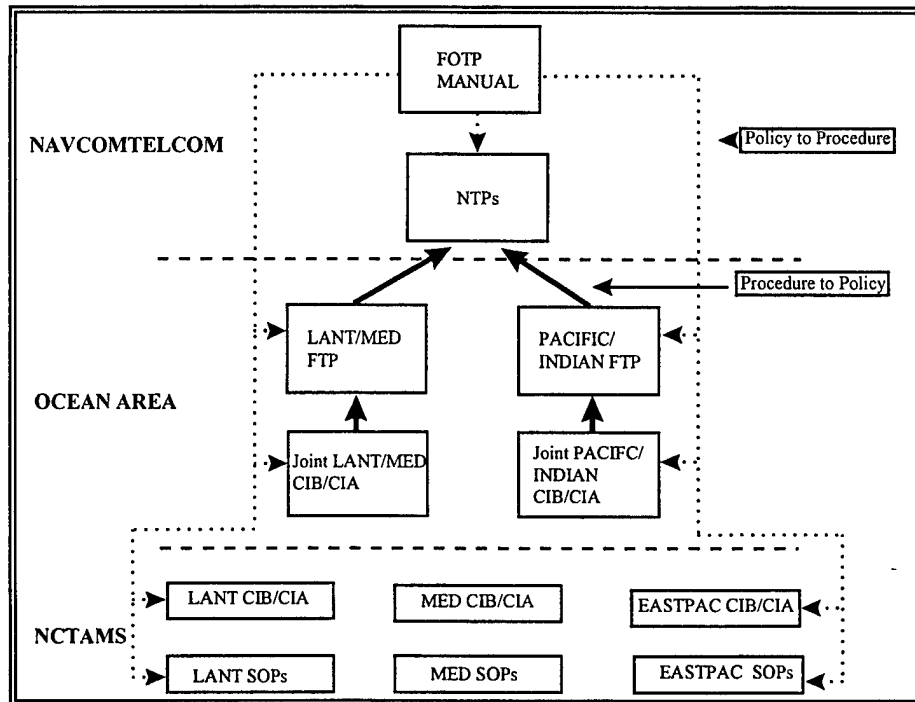 FOTP
MANUAL
NAVCOMTELCOM
Policy to Procedure
NTPs
Procedure to Policy
LANT/MED
FTP
PACIFIC/
INDIAN FTP
OCEAN AREA
Joint LANT/MED
CIB/CIA
Joint PACIFC/
INDIAN
CIB/CIA
LANT CIB/CIA
MED CIB/CIA
EASTPAC CIB/CIA
NCTAMS
LANT SOPs
MED SOPs
EASTPAC SOPs